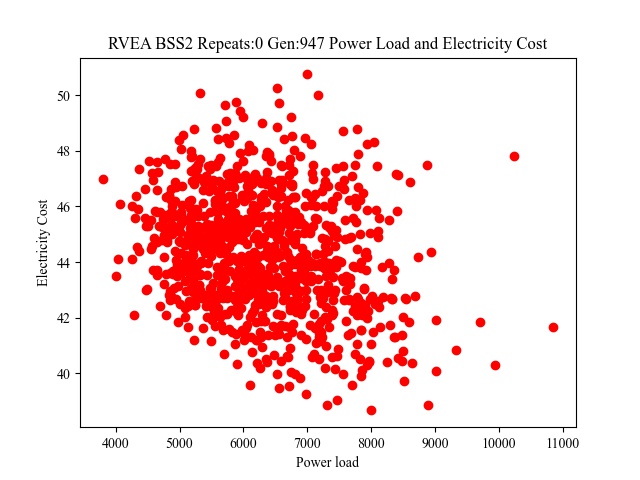 RVEA BSS2 Repeats:0 Gen:947 Power Load and Electricity Cost
50
48
46
44
42
40
Electricity Cost
4000 5000 6000 7000 8000 9000 10000 11000
Power load